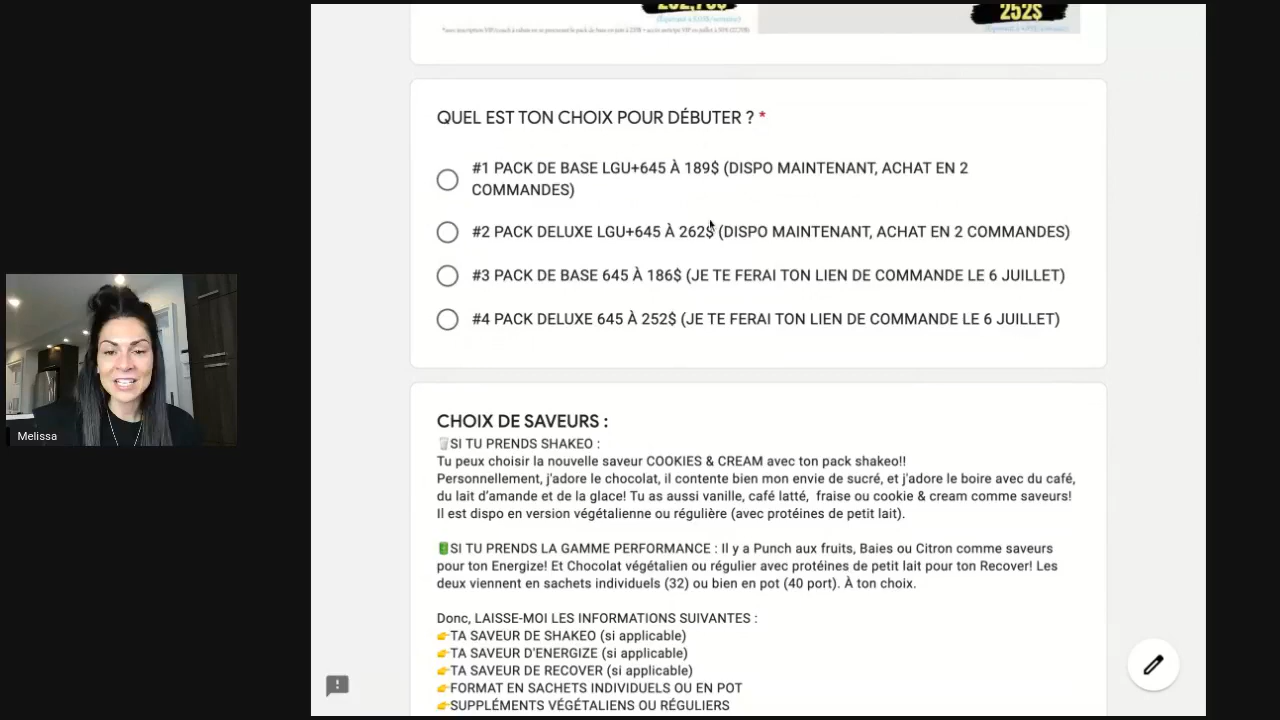 252$
QUEL EST TON CHOIX POUR DÉBUTER ? *
#1 PACK DE BASE LGU+645 À 189$ (DISPO MAINTENANT, ACHAT EN 2
COMMANDES)
#2 PACK DELUXE LGU+645 À 262$ (DISPO MAINTENANT, ACHAT EN 2 COMMANDES)
#3 PACK DE BASE 645 À 186$ (JE TE FERAI TON LIEN DE COMMANDE LE 6 JUILLET)
#4 PACK DELUXE 645 À 252$ (JE TE FERAI TON LIEN DE COMMANDE LE 6 JUILLET)
Melissa
CHOIX DE SAVEURS :
SI TU PRENDS SHAKEO :
Tu peux choisir la nouvelle saveur COOKIES & CREAM avec ton pack shakeo!!
Personnellement, j'adore le chocolat, il contente bien mon envie de sucré, et j'adore le boire avec du café,
du lait d'amande et de la glace! Tu as aussi vanille, café latté, fraise ou cookie & cream comme saveurs!
Il est dispo en version végétalienne ou régulière (avec protéines de petit lait).
SI TU PRENDS LA GAMME PERFORMANCE : Il y a Punch aux fruits, Baies ou Citron comme saveurs
pour ton Energize! Et Chocolat végétalien ou régulier avec protéines de petit lait pour ton Recover! Les
deux viennent en sachets individuels (32) ou bien en pot (40 port). À ton choix.
Donc, LAISSE-MOI LES INFORMATIONS SUIVANTES :
👉TA SAVEUR DE SHAKEO (si applicable)
👉TA SAVEUR D'ENERGIZE (si applicable)
👉TA SAVEUR DE RECOVER (si applicable)
👉FORMAT EN SACHETS INDIVIDUELS OU EN POT
👉SUPPLÉMENTS VÉGÉTALIENS OU RÉGULIERS